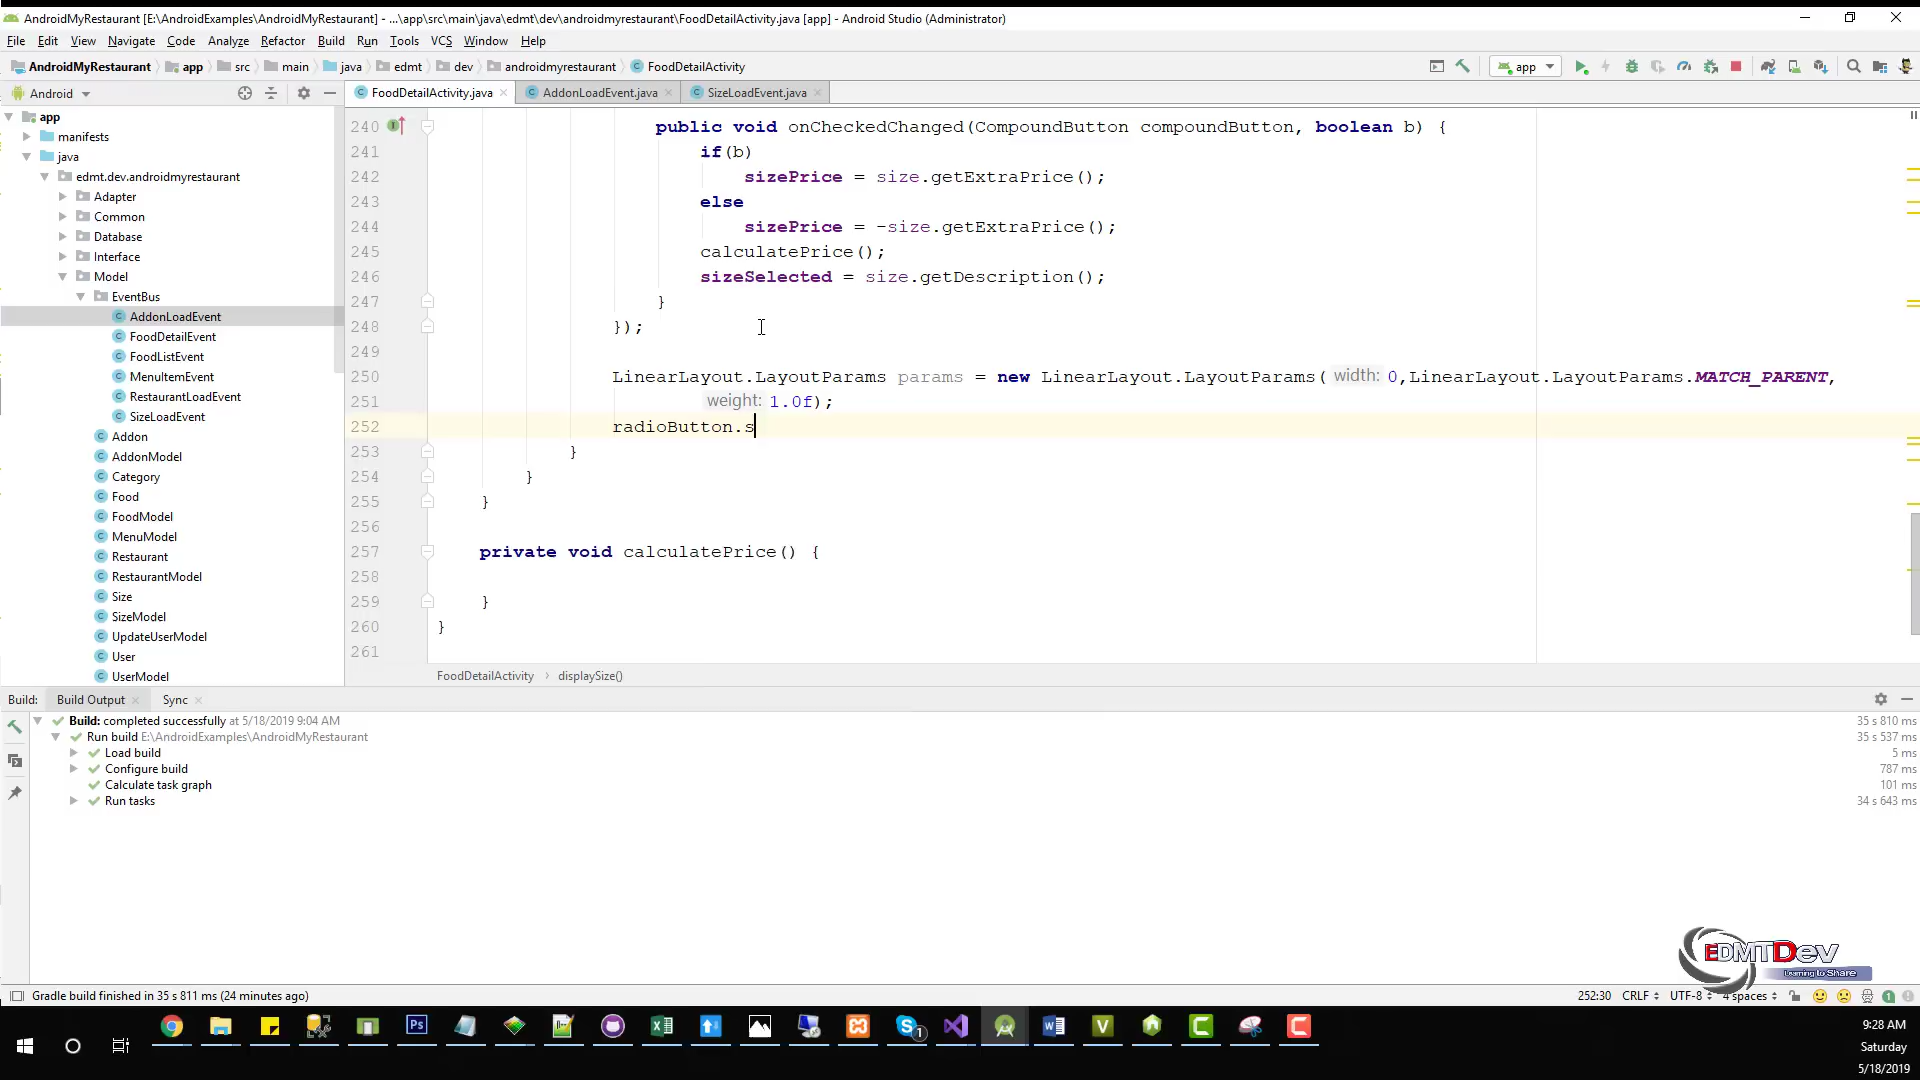 AndroidMyRestaurant [E:\AndroidExamples\AndroidMyRestaurant] - ...\app\src\main\java\edmt\dev\androidmyrestaurant\FoodDetailActivity.java [app] - Android Studio (Administrator)
File Edit View Navigate Code Analyze Refactor Build Run Tools VCS Window Help
AndroidMyRestaurant app src main java edmt dev androidmyrestaurant FoodDetailActivity
app
Android
FoodDetailActivity.java AddonLoadEvent.java SizeLoadEvent.java
app
manifests
java
edmt.dev.androidmyrestaurant
Adapter
Common
Database
Interface
Model
EventBus
AddonLoadEvent
FoodDetailEvent
FoodListEvent
MenuItemEvent
RestaurantLoadEvent
SizeLoadEvent
Addon
AddonModel
Category
Food
FoodModel
MenuModel
Restaurant
RestaurantModel
Size
SizeModel
UpdateUserModel
User
UserModel
240 public void onCheckedChanged(CompoundButton compoundButton, boolean b) {
241 if(b)
242 sizePrice = size.getExtraPrice();
243 else
244 sizePrice = -size.getExtraPrice();
245 calculatePrice();
246 sizeSelected = size.getDescription();
247 }
248 });
249
250 LinearLayout.LayoutParams params = new LinearLayout.LayoutParams( width: 0,LinearLayout.LayoutParams.MATCH_PARENT,
251 weight: 1.0f);
252 radioButton.s
253 }
254 }
255 }
256
257 private void calculatePrice() {
258
259 }
260 }
261
FoodDetailActivity › displaySize()
Build: Build Output Sync
Build: completed successfully at 5/18/2019 9:04 AM 35 s 810 ms
Run build E:\AndroidExamples\AndroidMyRestaurant 35 s 537 ms
Load build 5 ms
Configure build 787 ms
Calculate task graph 101 ms
Run tasks 34 s 643 ms
EDMTDev
Learning to Share
Gradle build finished in 35 s 811 ms (24 minutes ago) 252:30 CRLF UTF-8 4 spaces 1
Ps 1 W V
9:28 AM
Saturday
5/18/2019